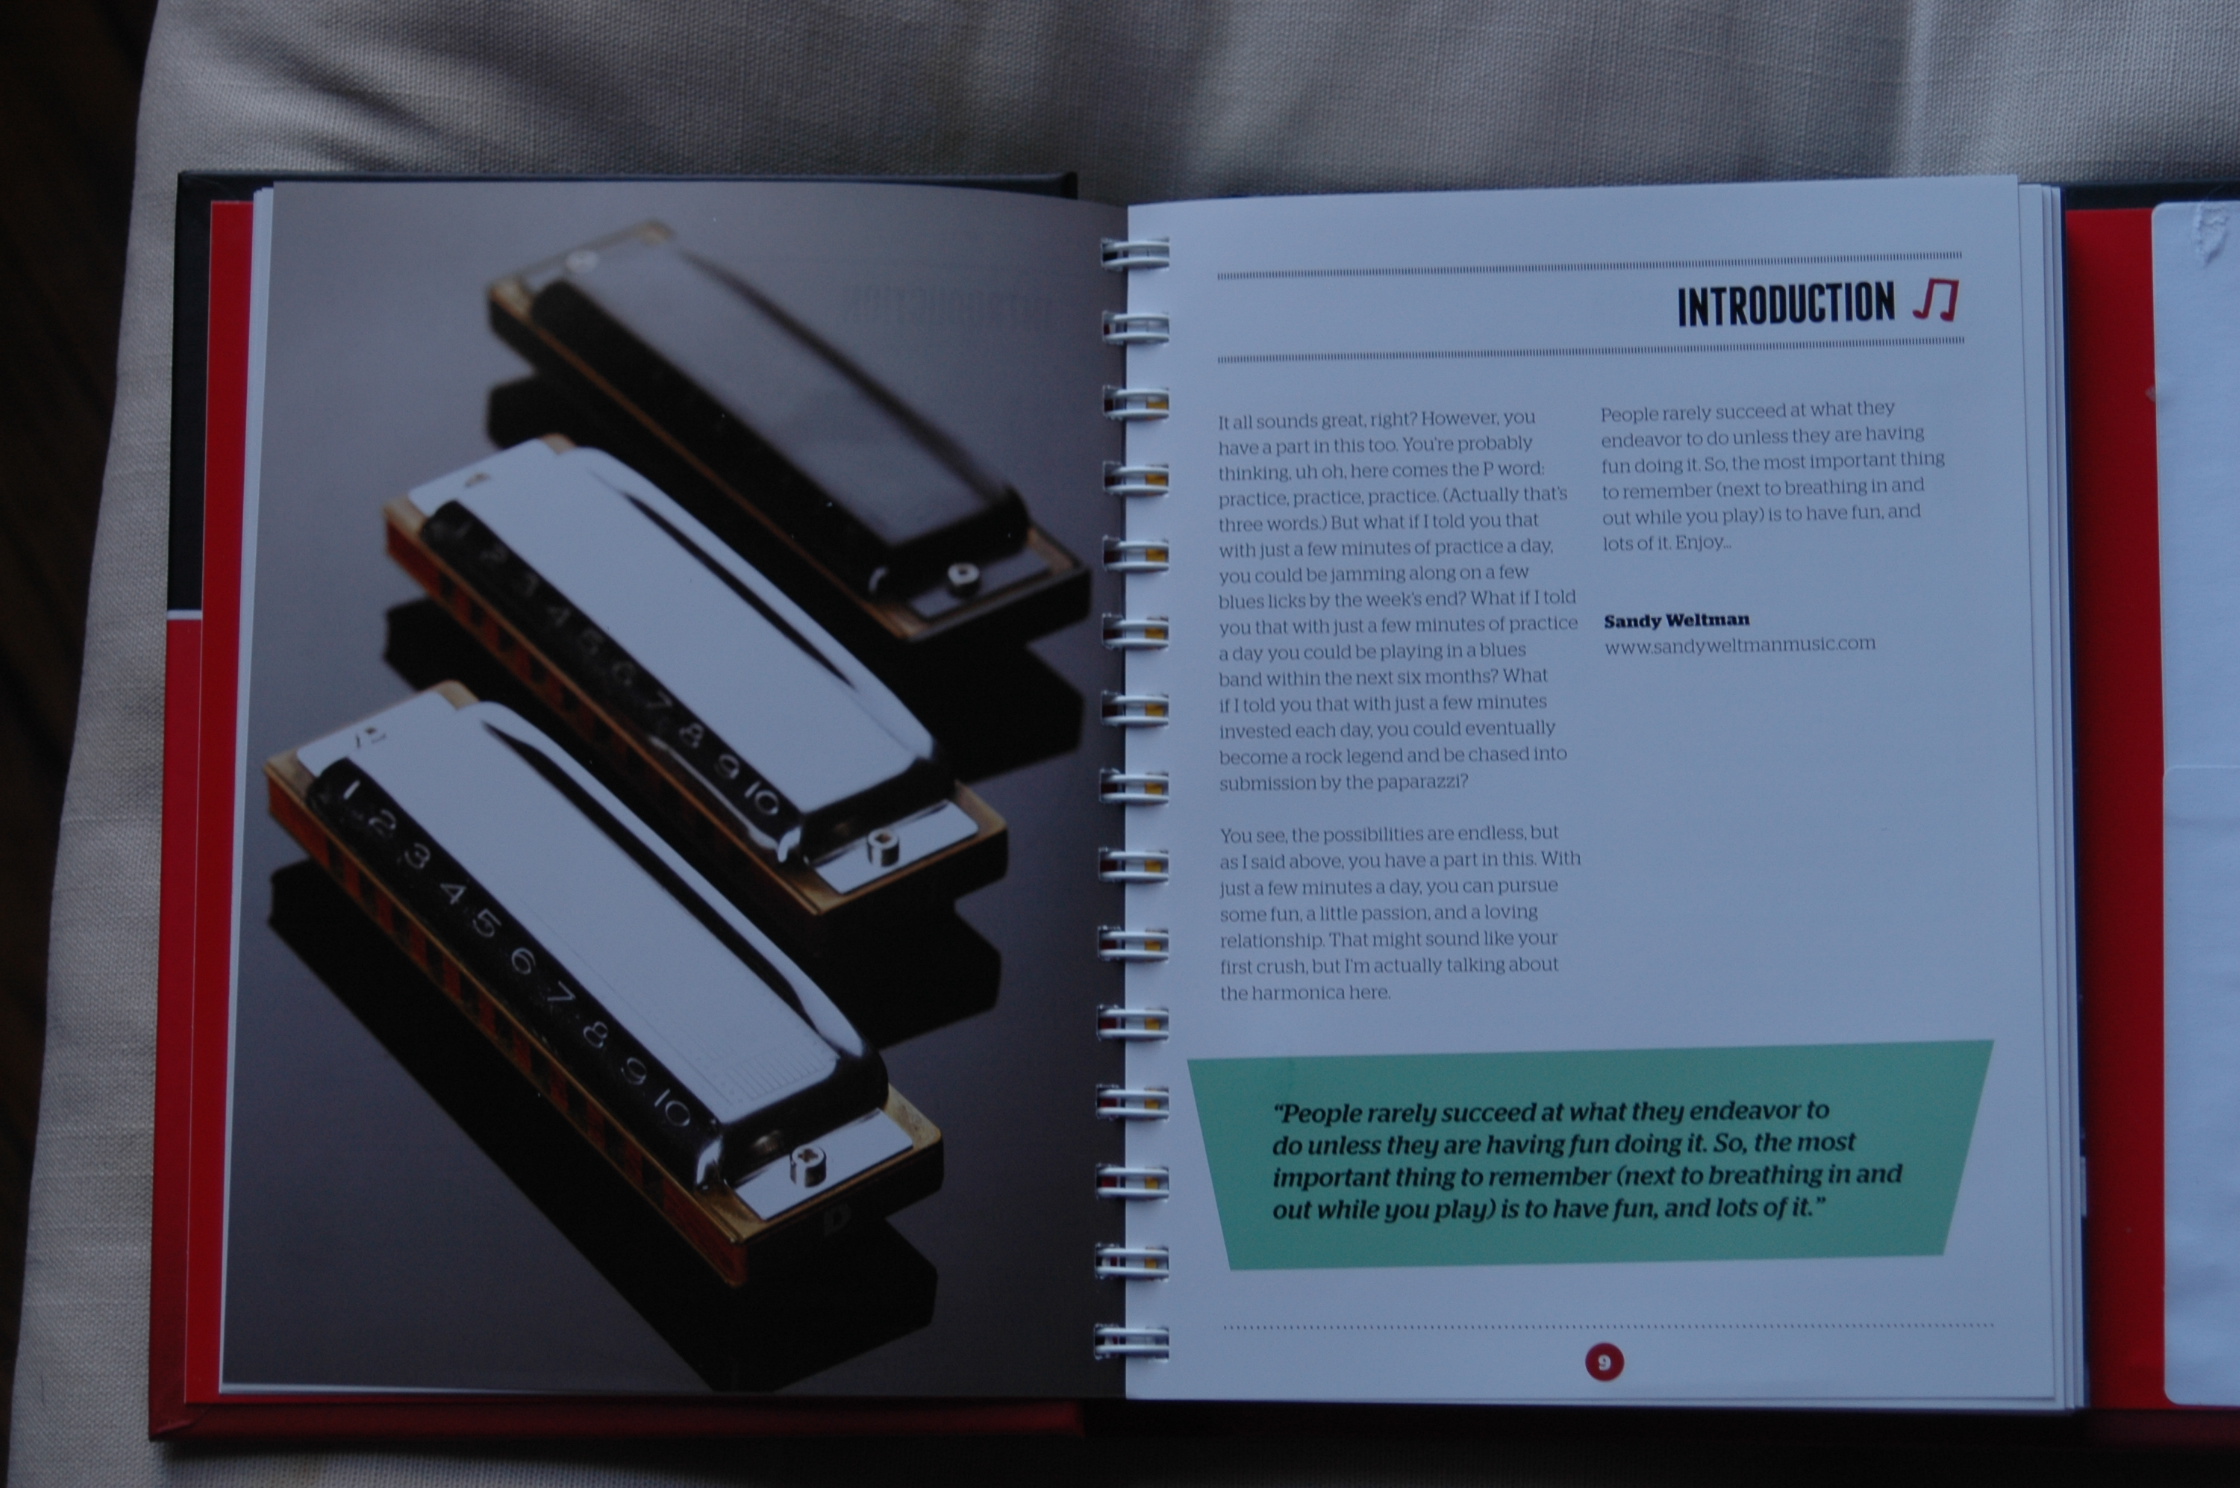 1 2 3 4 5 6 7 8 9 10
1 2 3 4 5 6 7 8 9 10
INTRODUCTION
It all sounds great, right? However, you
have a part in this too. You're probably
thinking, uh oh, here comes the P word:
practice, practice, practice. (Actually that's
three words.) But what if I told you that
with just a few minutes of practice a day,
you could be jamming along on a few
blues licks by the week's end? What if I told
you that with just a few minutes of practice
a day you could be playing in a blues
band within the next six months? What
if I told you that with just a few minutes
invested each day, you could eventually
become a rock legend and be chased into
submission by the paparazzi?
You see, the possibilities are endless, but
as I said above, you have a part in this. With
just a few minutes a day, you can pursue
some fun, a little passion, and a loving
relationship. That might sound like your
first crush, but I'm actually talking about
the harmonica here.
People rarely succeed at what they
endeavor to do unless they are having
fun doing it. So, the most important thing
to remember (next to breathing in and
out while you play) is to have fun, and
lots of it. Enjoy...
Sandy Weltman
www.sandyweltmanmusic.com
“People rarely succeed at what they endeavor to
do unless they are having fun doing it. So, the most
important thing to remember (next to breathing in and
out while you play) is to have fun, and lots of it.”
9